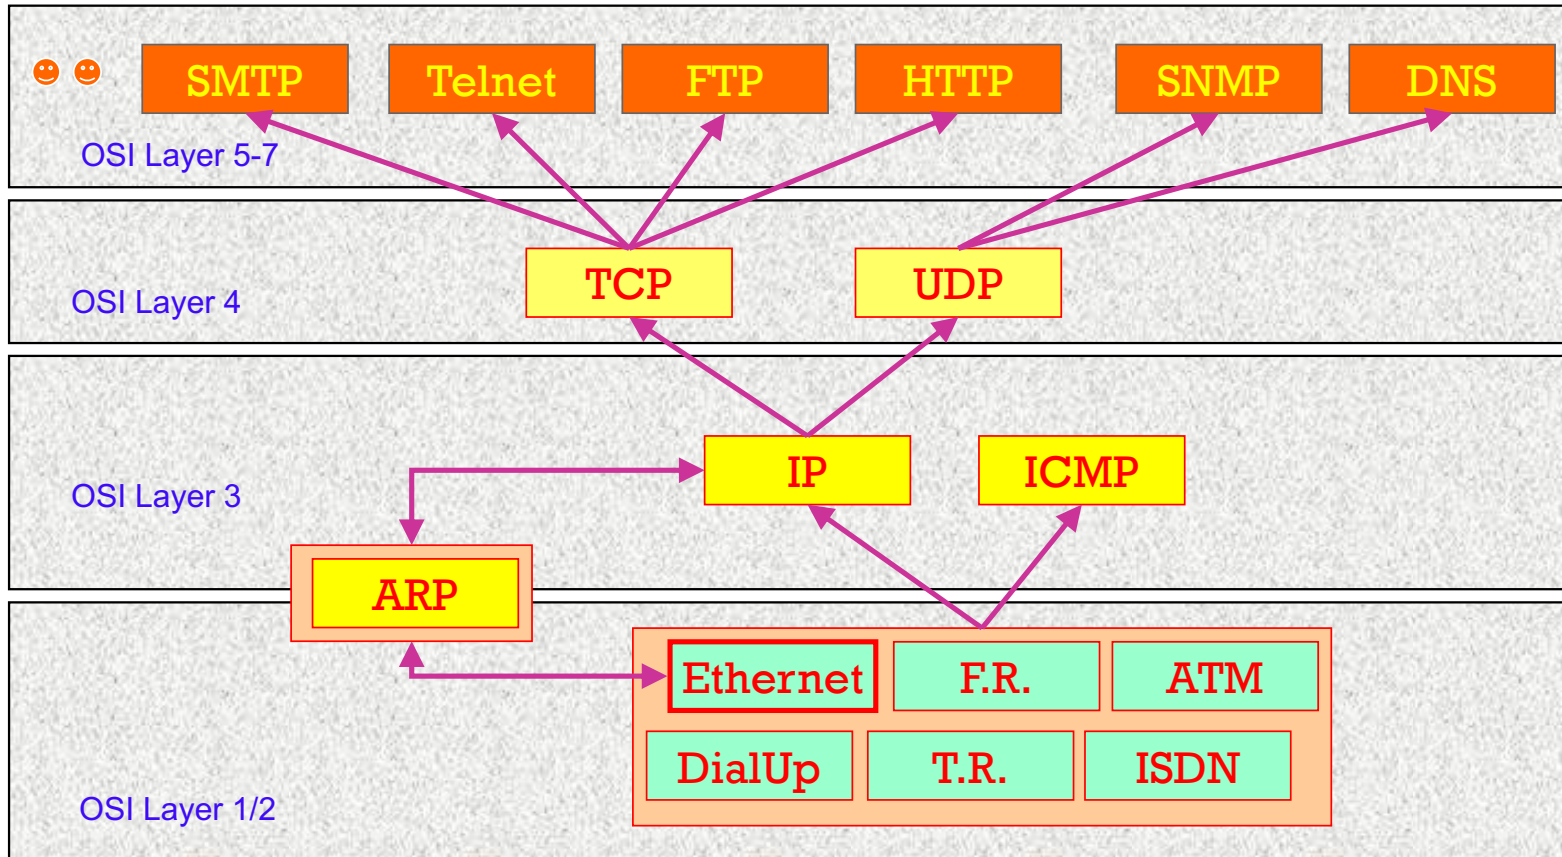 SMTP
Telnet
FTP
HTTP
SNMP
DNS
OSI Layer 5-7
TCP
UDP
OSI Layer 4
IP
ICMP
OSI Layer 3
ARP
Ethernet
F.R.
ATM
DialUp
T.R.
ISDN
OSI Layer 1/2